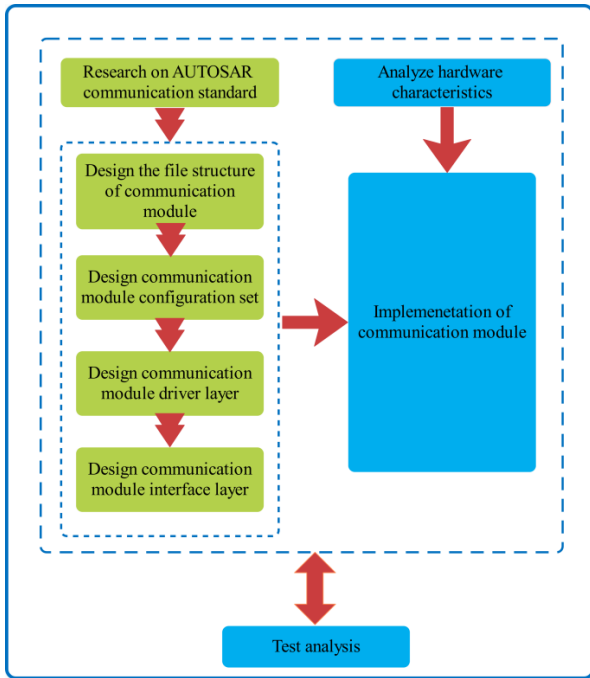 Research on AUTOSAR
communication standard
Analyze hardware
characteristics
Design the file structure
of communication
module
Design communication
module configuration set
Design communication
module driver layer
Design communication
module interface layer
Implemenetation of
communication module
Test analysis